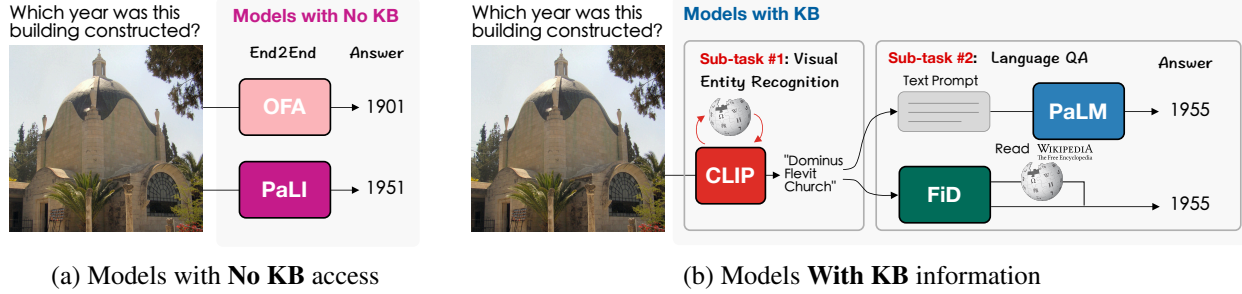 Which year was this
building constructed?
Models with No KB
End2End
Answer
OFA
1901
PaLI
1951
(a) Models with No KB access
Which year was this
building constructed?
Models with KB
Sub-task #1: Visual
Entity Recognition
CLIP
"Dominus
Flevit
Church"
Sub-task #2: Language QA
Answer
Text Prompt
PaLM
1955
Read WIKIPEDIA
The Free Encyclopedia
FiD
1955
(b) Models With KB information